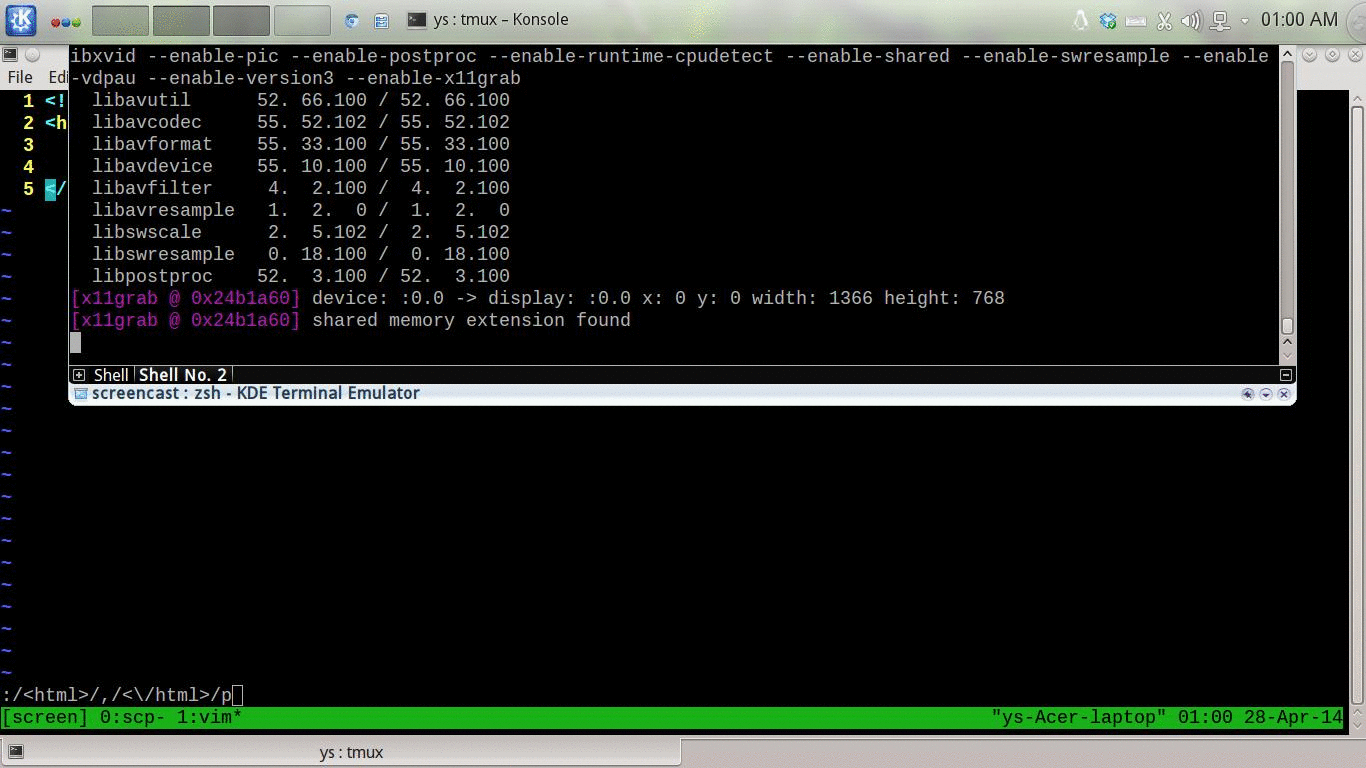 ys : tmux – Konsole 01:00 AM
ibxvid --enable-pic --enable-postproc --enable-runtime-cpudetect --enable-shared --enable-swresample --enable
File Edi -vdpau --enable-version3 --enable-x11grab
1 <! libavutil 52. 66.100 / 52. 66.100
2 <h libavcodec 55. 52.102 / 55. 52.102
3 libavformat 55. 33.100 / 55. 33.100
4 libavdevice 55. 10.100 / 55. 10.100
5 </ libavfilter 4. 2.100 / 4. 2.100
~ libavresample 1. 2. 0 / 1. 2. 0
~ libswscale 2. 5.102 / 2. 5.102
~ libswresample 0. 18.100 / 0. 18.100
~ libpostproc 52. 3.100 / 52. 3.100
~ [x11grab @ 0x24b1a60] device: :0.0 -> display: :0.0 x: 0 y: 0 width: 1366 height: 768
~ [x11grab @ 0x24b1a60] shared memory extension found
~
~
Shell Shell No. 2
screencast : zsh - KDE Terminal Emulator
~
~
~
~
~
~
~
~
~
~
~
~
~
~
:/<html>/,/<\/html>/p
[screen] 0:scp- 1:vim* "ys-Acer-laptop" 01:00 28-Apr-14
ys : tmux